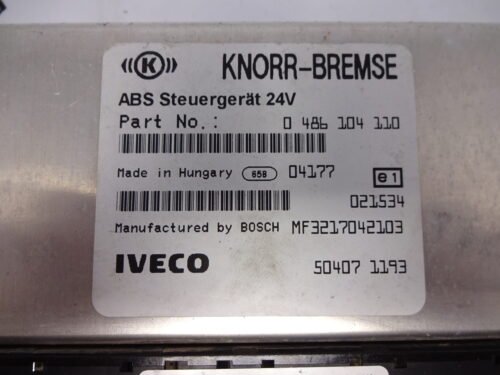 ((K)) KNORR-BREMSE
ABS Steuergerät 24V
Part No.: 0 486 104 110
Made in Hungary 658 04177 e1
021534
Manufactured by BOSCH MF3217042103
IVECO 50407 1193